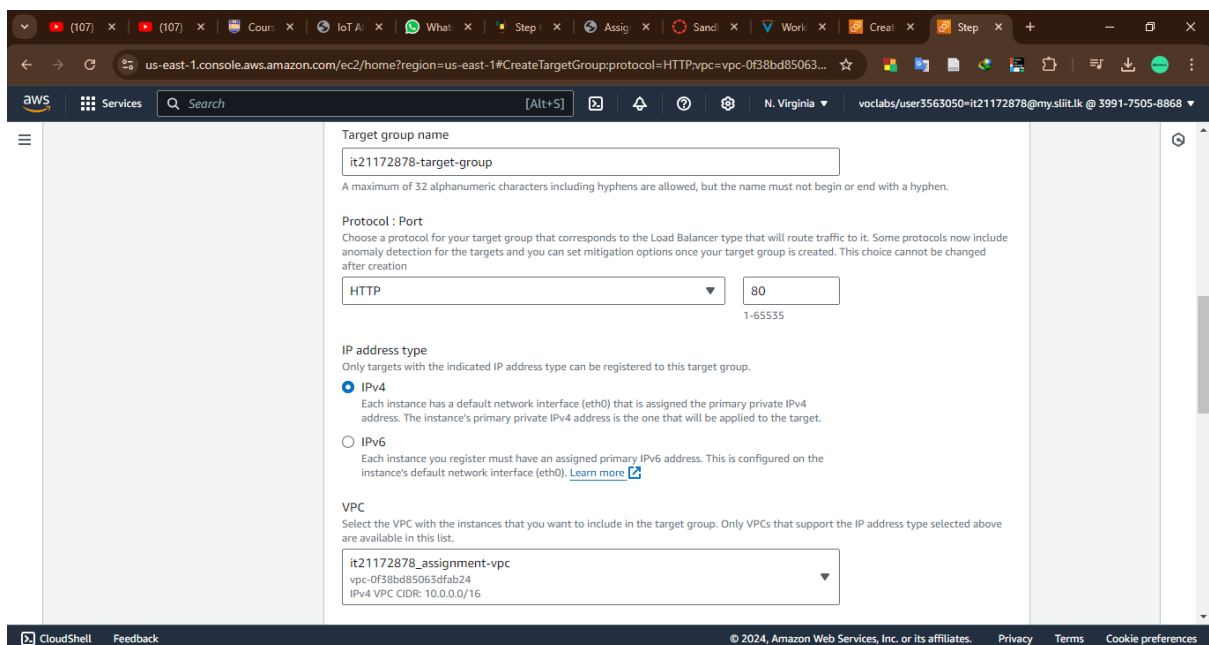 (107)
(107)
Cours
IoT Al
What
Step (
Assig
Sandl
Work
Creat
Step
us-east-1.console.aws.amazon.com/ec2/home?region=us-east-1#CreateTargetGroup:protocol=HTTP;vpc=vpc-0f38bd85063...
aws
Services
Search
[Alt+S]
N. Virginia
voclabs/user3563050=it21172878@my.sliit.lk @ 3991-7505-8868
Target group name
it21172878-target-group
A maximum of 32 alphanumeric characters including hyphens are allowed, but the name must not begin or end with a hyphen.
Protocol : Port
Choose a protocol for your target group that corresponds to the Load Balancer type that will route traffic to it. Some protocols now include
anomaly detection for the targets and you can set mitigation options once your target group is created. This choice cannot be changed
after creation
HTTP
80
1-65535
IP address type
Only targets with the indicated IP address type can be registered to this target group.
IPv4
Each instance has a default network interface (eth0) that is assigned the primary private IPv4
address. The instance's primary private IPv4 address is the one that will be applied to the target.
IPv6
Each instance you register must have an assigned primary IPv6 address. This is configured on the
instance's default network interface (eth0). Learn more
VPC
Select the VPC with the instances that you want to include in the target group. Only VPCs that support the IP address type selected above
are available in this list.
it21172878_assignment-vpc
vpc-0f38bd85063dfab24
IPv4 VPC CIDR: 10.0.0.0/16
CloudShell
Feedback
© 2024, Amazon Web Services, Inc. or its affiliates.
Privacy
Terms
Cookie preferences